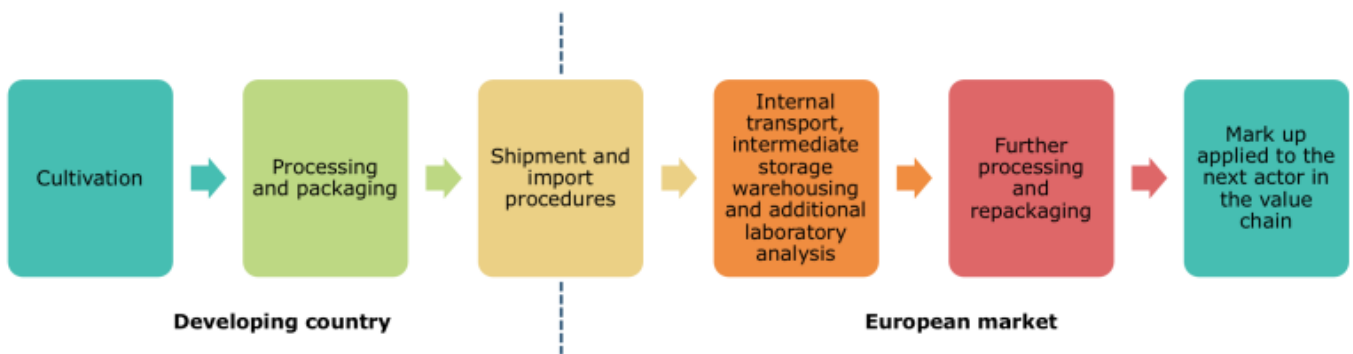 Cultivation
Processing
and packaging
Shipment and
import
procedures
Internal
transport,
intermediate
storage
warehousing
and additional
laboratory
analysis
Further
processing
and
repackaging
Mark up
applied to the
next actor in
the value
chain
Developing country
European market